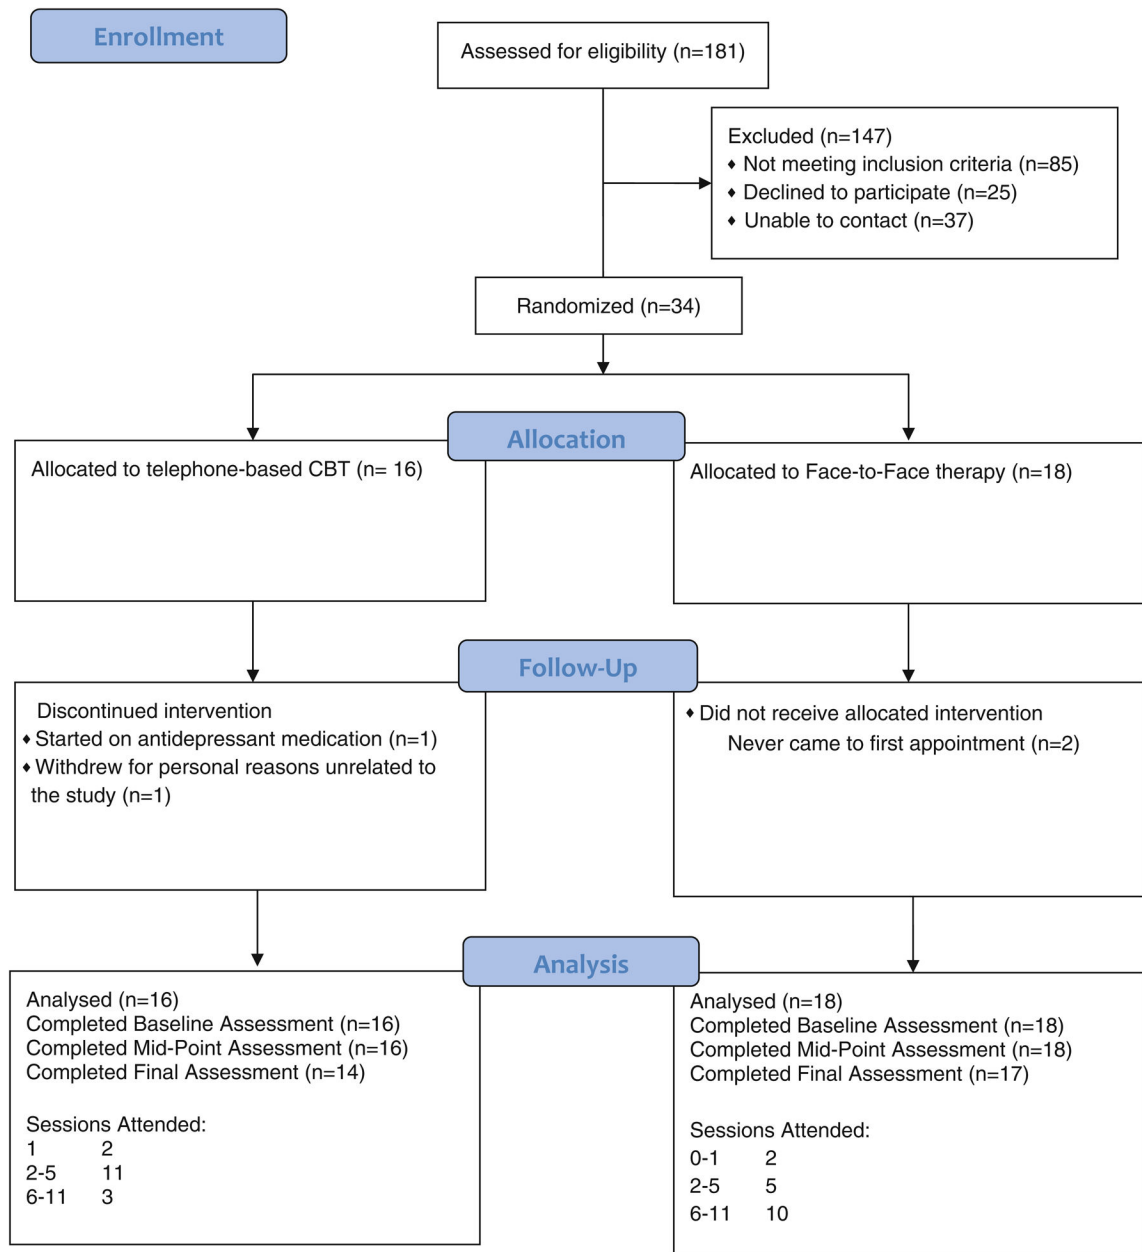 Enrollment
Assessed for eligibility (n=181)
Excluded (n=147)
♦ Not meeting inclusion criteria (n=85)
♦ Declined to participate (n=25)
♦ Unable to contact (n=37)
Randomized (n=34)
Allocation
Allocated to telephone-based CBT (n= 16)
Allocated to Face-to-Face therapy (n=18)
Follow-Up
Discontinued intervention
♦ Started on antidepressant medication (n=1)
♦ Withdrew for personal reasons unrelated to
the study (n=1)
♦ Did not receive allocated intervention
Never came to first appointment (n=2)
Analysis
Analysed (n=16)
Completed Baseline Assessment (n=16)
Completed Mid-Point Assessment (n=16)
Completed Final Assessment (n=14)
Sessions Attended:
1 2
2-5 11
6-11 3
Analysed (n=18)
Completed Baseline Assessment (n=18)
Completed Mid-Point Assessment (n=18)
Completed Final Assessment (n=17)
Sessions Attended:
0-1 2
2-5 5
6-11 10